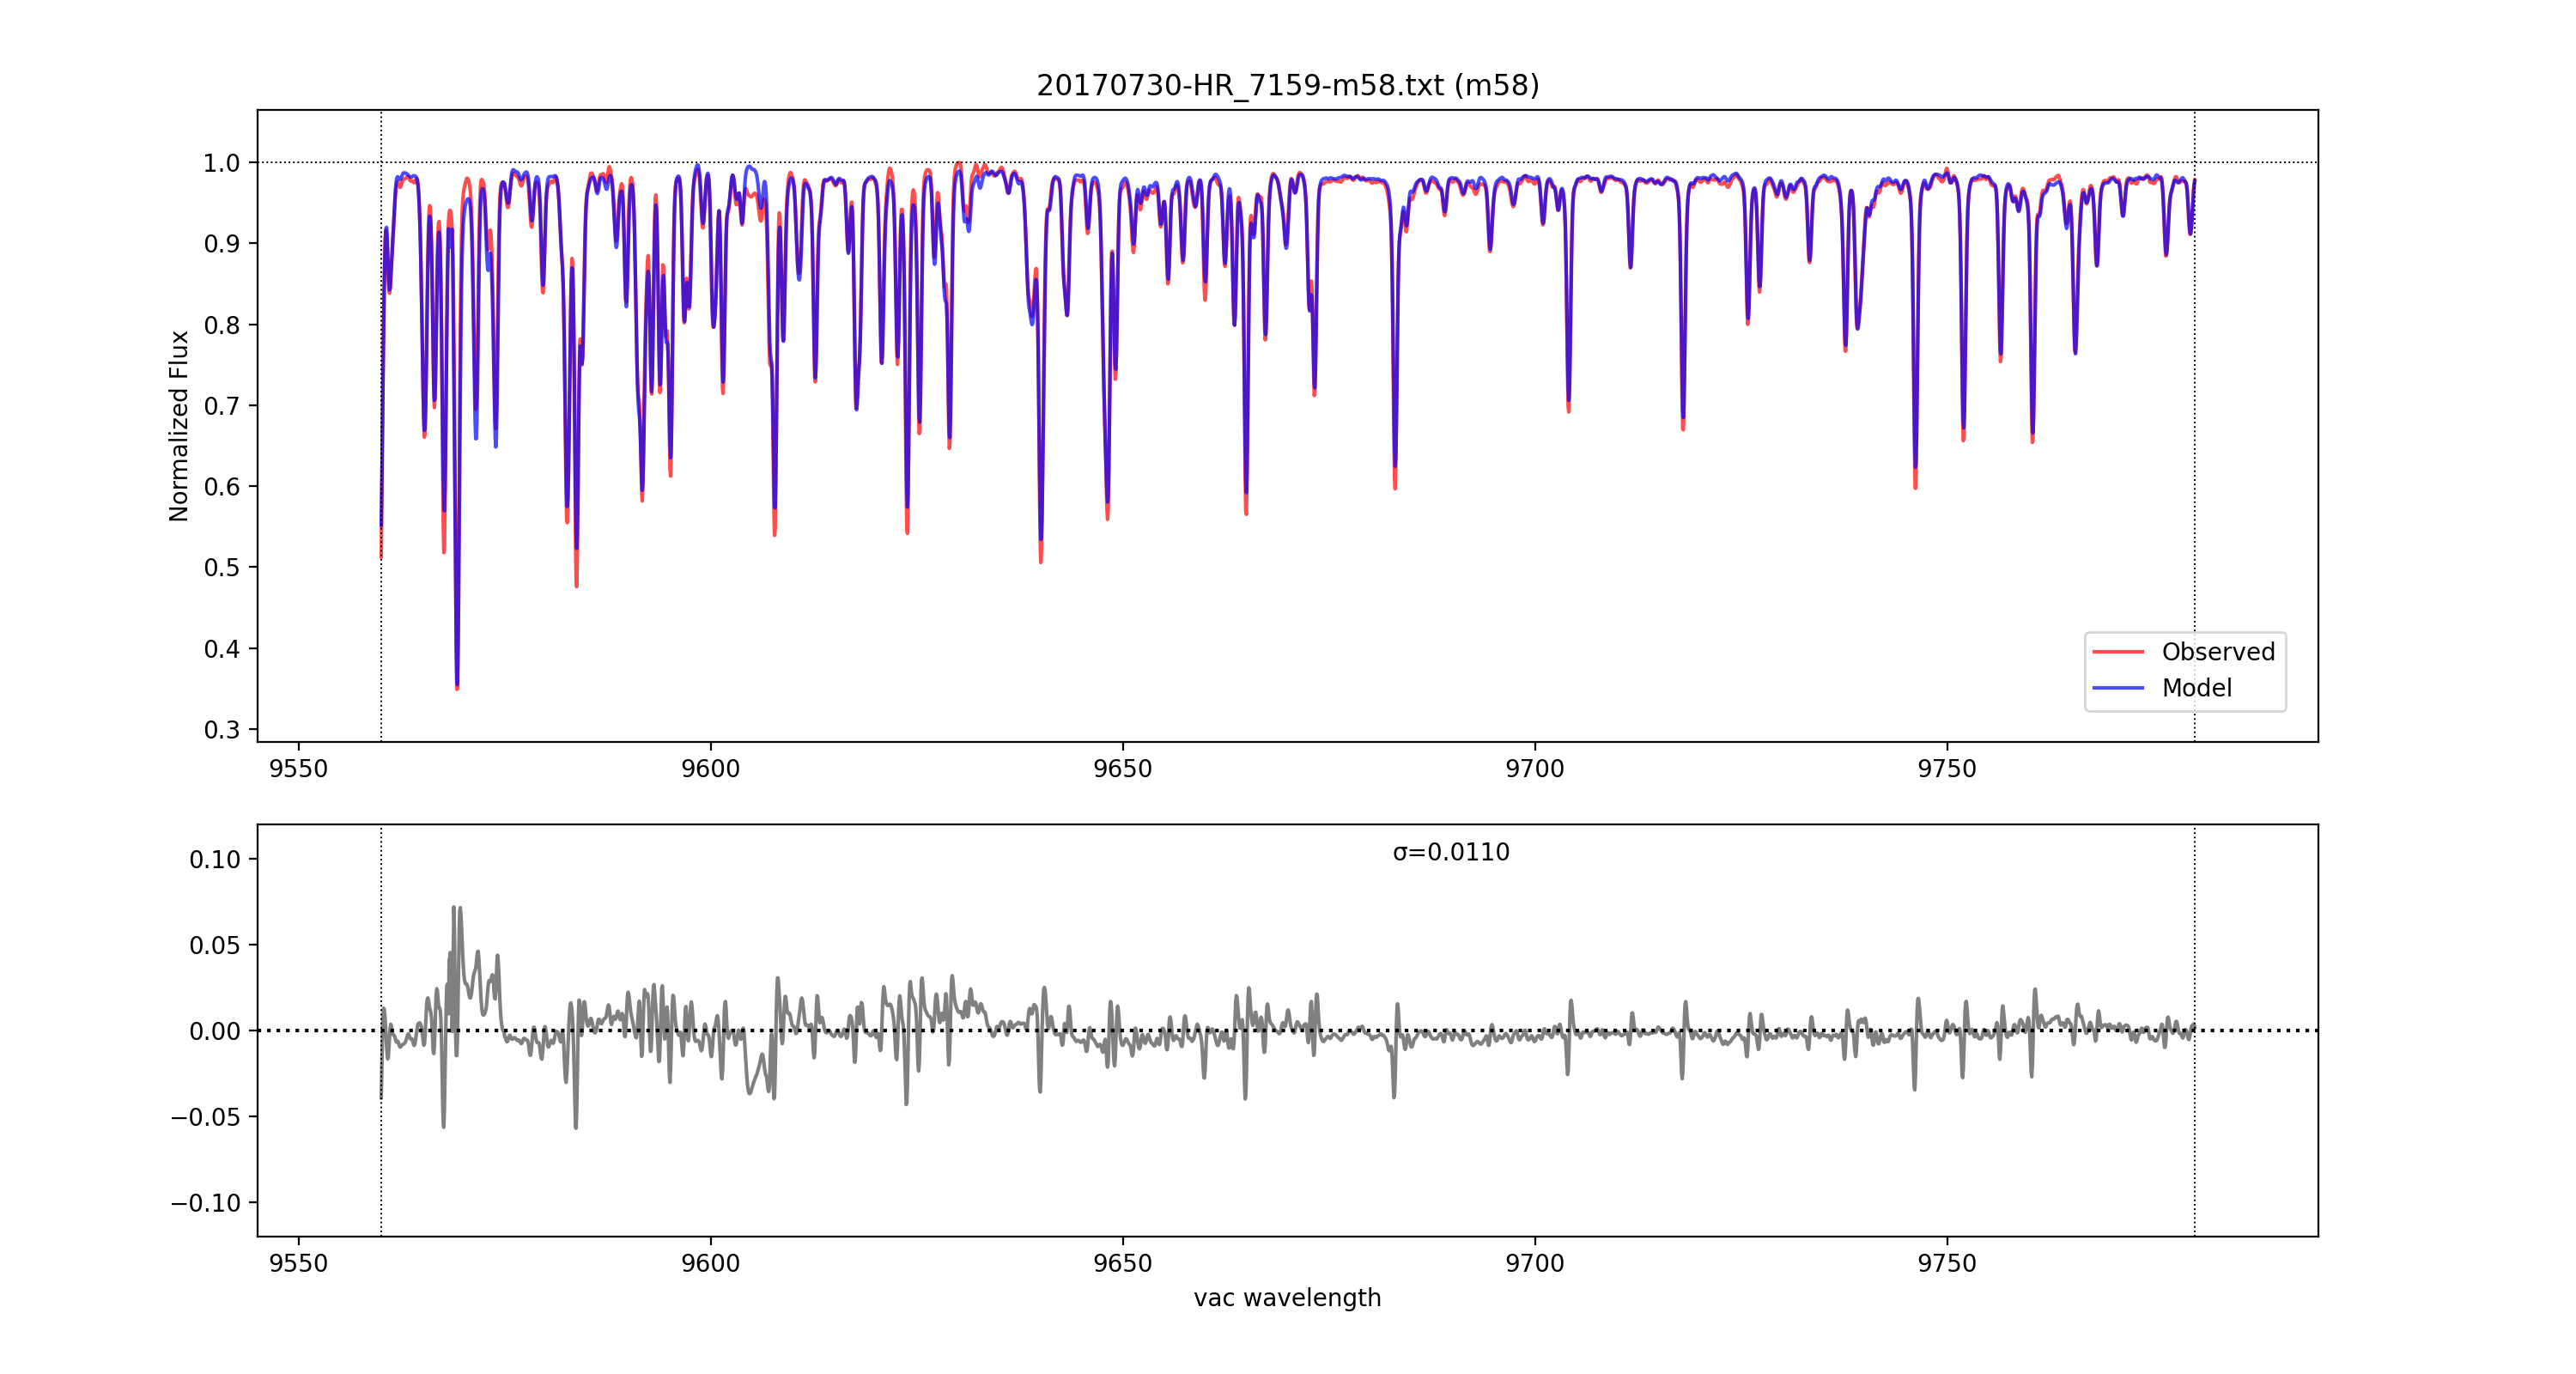 20170730-HR_7159-m58.txt (m58)
1.0
0.9
0.8
0.7
0.6
0.5
0.4
0.3
Normalized Flux
Observed
Model
9550 9600 9650 9700 9750
σ=0.0110
0.10
0.05
0.00
−0.05
−0.10
9550 9600 9650 9700 9750
vac wavelength